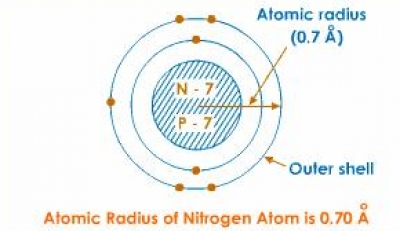 Atomic radius
(0.7 Å)
N - 7
P - 7
Outer shell
Atomic Radius of Nitrogen Atom is 0.70 Å